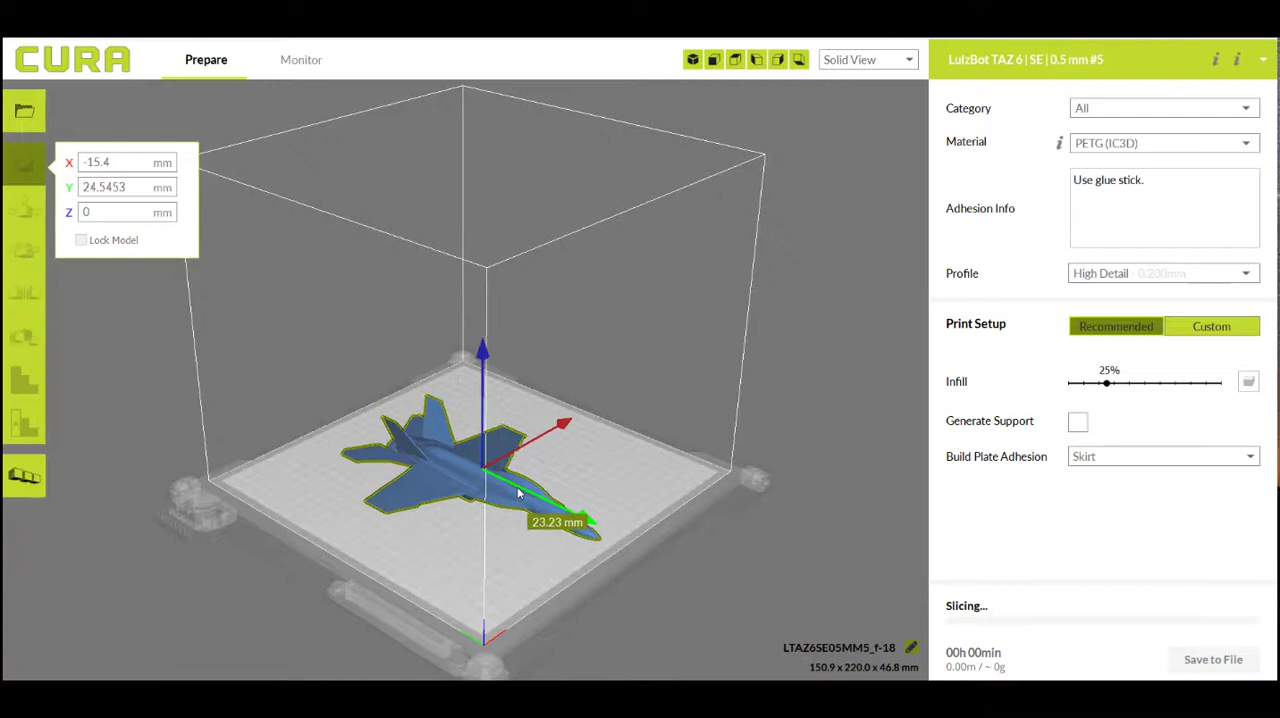 CURA
Prepare
Monitor
Solid View
LulzBot TAZ 6 | SE | 0.5 mm #5
X -15.4 mm
Y 24.5453 mm
Z 0 mm
Lock Model
Category All
Material PETG (IC3D)
Adhesion Info Use glue stick.
Profile High Detail - 0.200mm
Print Setup Recommended Custom
25%
Infill
Generate Support
Build Plate Adhesion Skirt
23.23 mm
Slicing...
LTAZ6SE05MM5_f-18
150.9 x 220.0 x 46.8 mm
00h 00min
0.00m / ~ 0g
Save to File